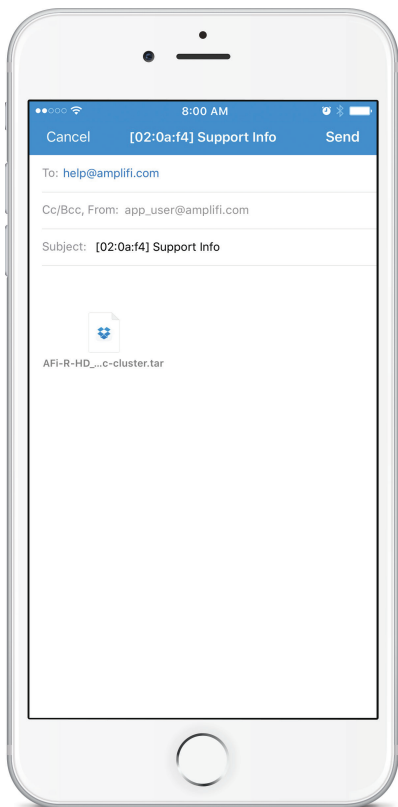 8:00 AM
Cancel [02:0a:f4] Support Info Send
To: help@amplifi.com
Cc/Bcc, From: app_user@amplifi.com
Subject: [02:0a:f4] Support Info
AFi-R-HD_...c-cluster.tar